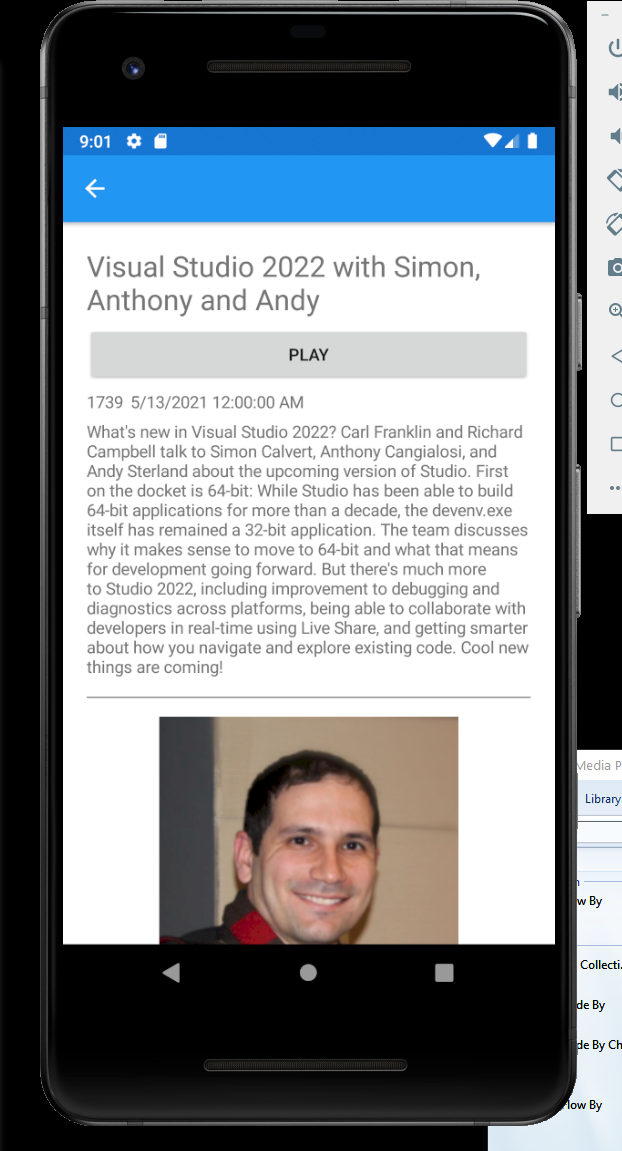 9:01
Visual Studio 2022 with Simon,
Anthony and Andy
PLAY
1739 5/13/2021 12:00:00 AM
What's new in Visual Studio 2022? Carl Franklin and Richard
Campbell talk to Simon Calvert, Anthony Cangialosi, and
Andy Sterland about the upcoming version of Studio. First
on the docket is 64-bit: While Studio has been able to build
64-bit applications for more than a decade, the devenv.exe
itself has remained a 32-bit application. The team discusses
why it makes sense to move to 64-bit and what that means
for development going forward. But there's much more
to Studio 2022, including improvement to debugging and
diagnostics across platforms, being able to collaborate with
developers in real-time using Live Share, and getting smarter
about how you navigate and explore existing code. Cool new
things are coming!
Media P
Library
w By
Collecti.
de By
de By Ch
low By